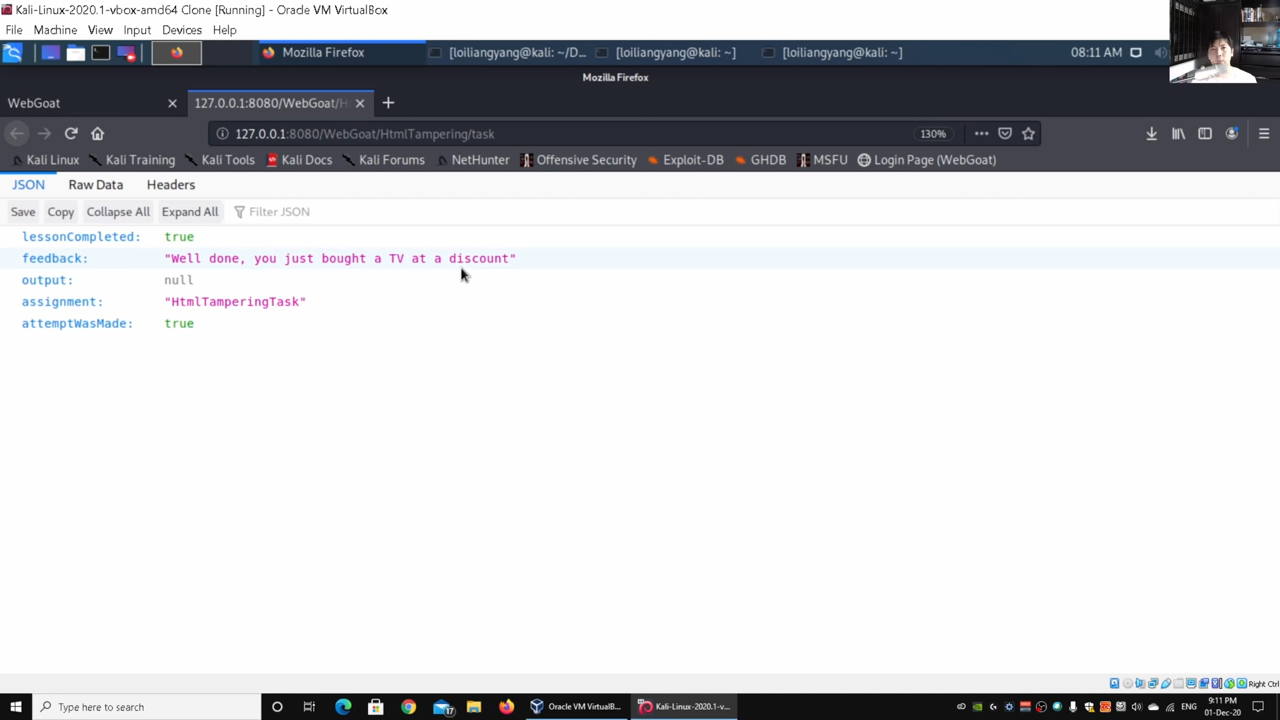 Kali-Linux-2020.1-vbox-amd64 Clone [Running] - Oracle VM VirtualBox
File Machine View Input Devices Help
Mozilla Firefox [loiliangyang@kali: ~/D... [loiliangyang@kali: ~] [loiliangyang@kali: ~] 08:11 AM
Mozilla Firefox
WebGoat 127.0.0.1:8080/WebGoat/H
127.0.0.1:8080/WebGoat/HtmlTampering/task 130%
Kali Linux Kali Training Kali Tools Kali Docs Kali Forums NetHunter Offensive Security Exploit-DB GHDB MSFU Login Page (WebGoat)
JSON Raw Data Headers
Save Copy Collapse All Expand All Filter JSON
lessonCompleted: true
feedback: "Well done, you just bought a TV at a discount"
output: null
assignment: "HtmlTamperingTask"
attemptWasMade: true
Right Ctrl
Type here to search 17 Oracle VM VirtualB... Kali-Linux-2020.1-v... ENG 9:11 PM
01-Dec-20